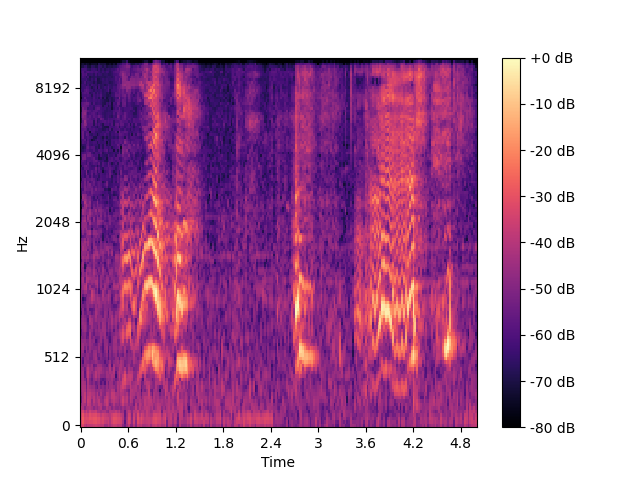 +0 dB
8192
-10 dB
4096
-20 dB
-30 dB
2048
Hz
-40 dB
1024
-50 dB
-60 dB
512
-70 dB
0
-80 dB
0 0.6 1.2 1.8 2.4 3 3.6 4.2 4.8
Time